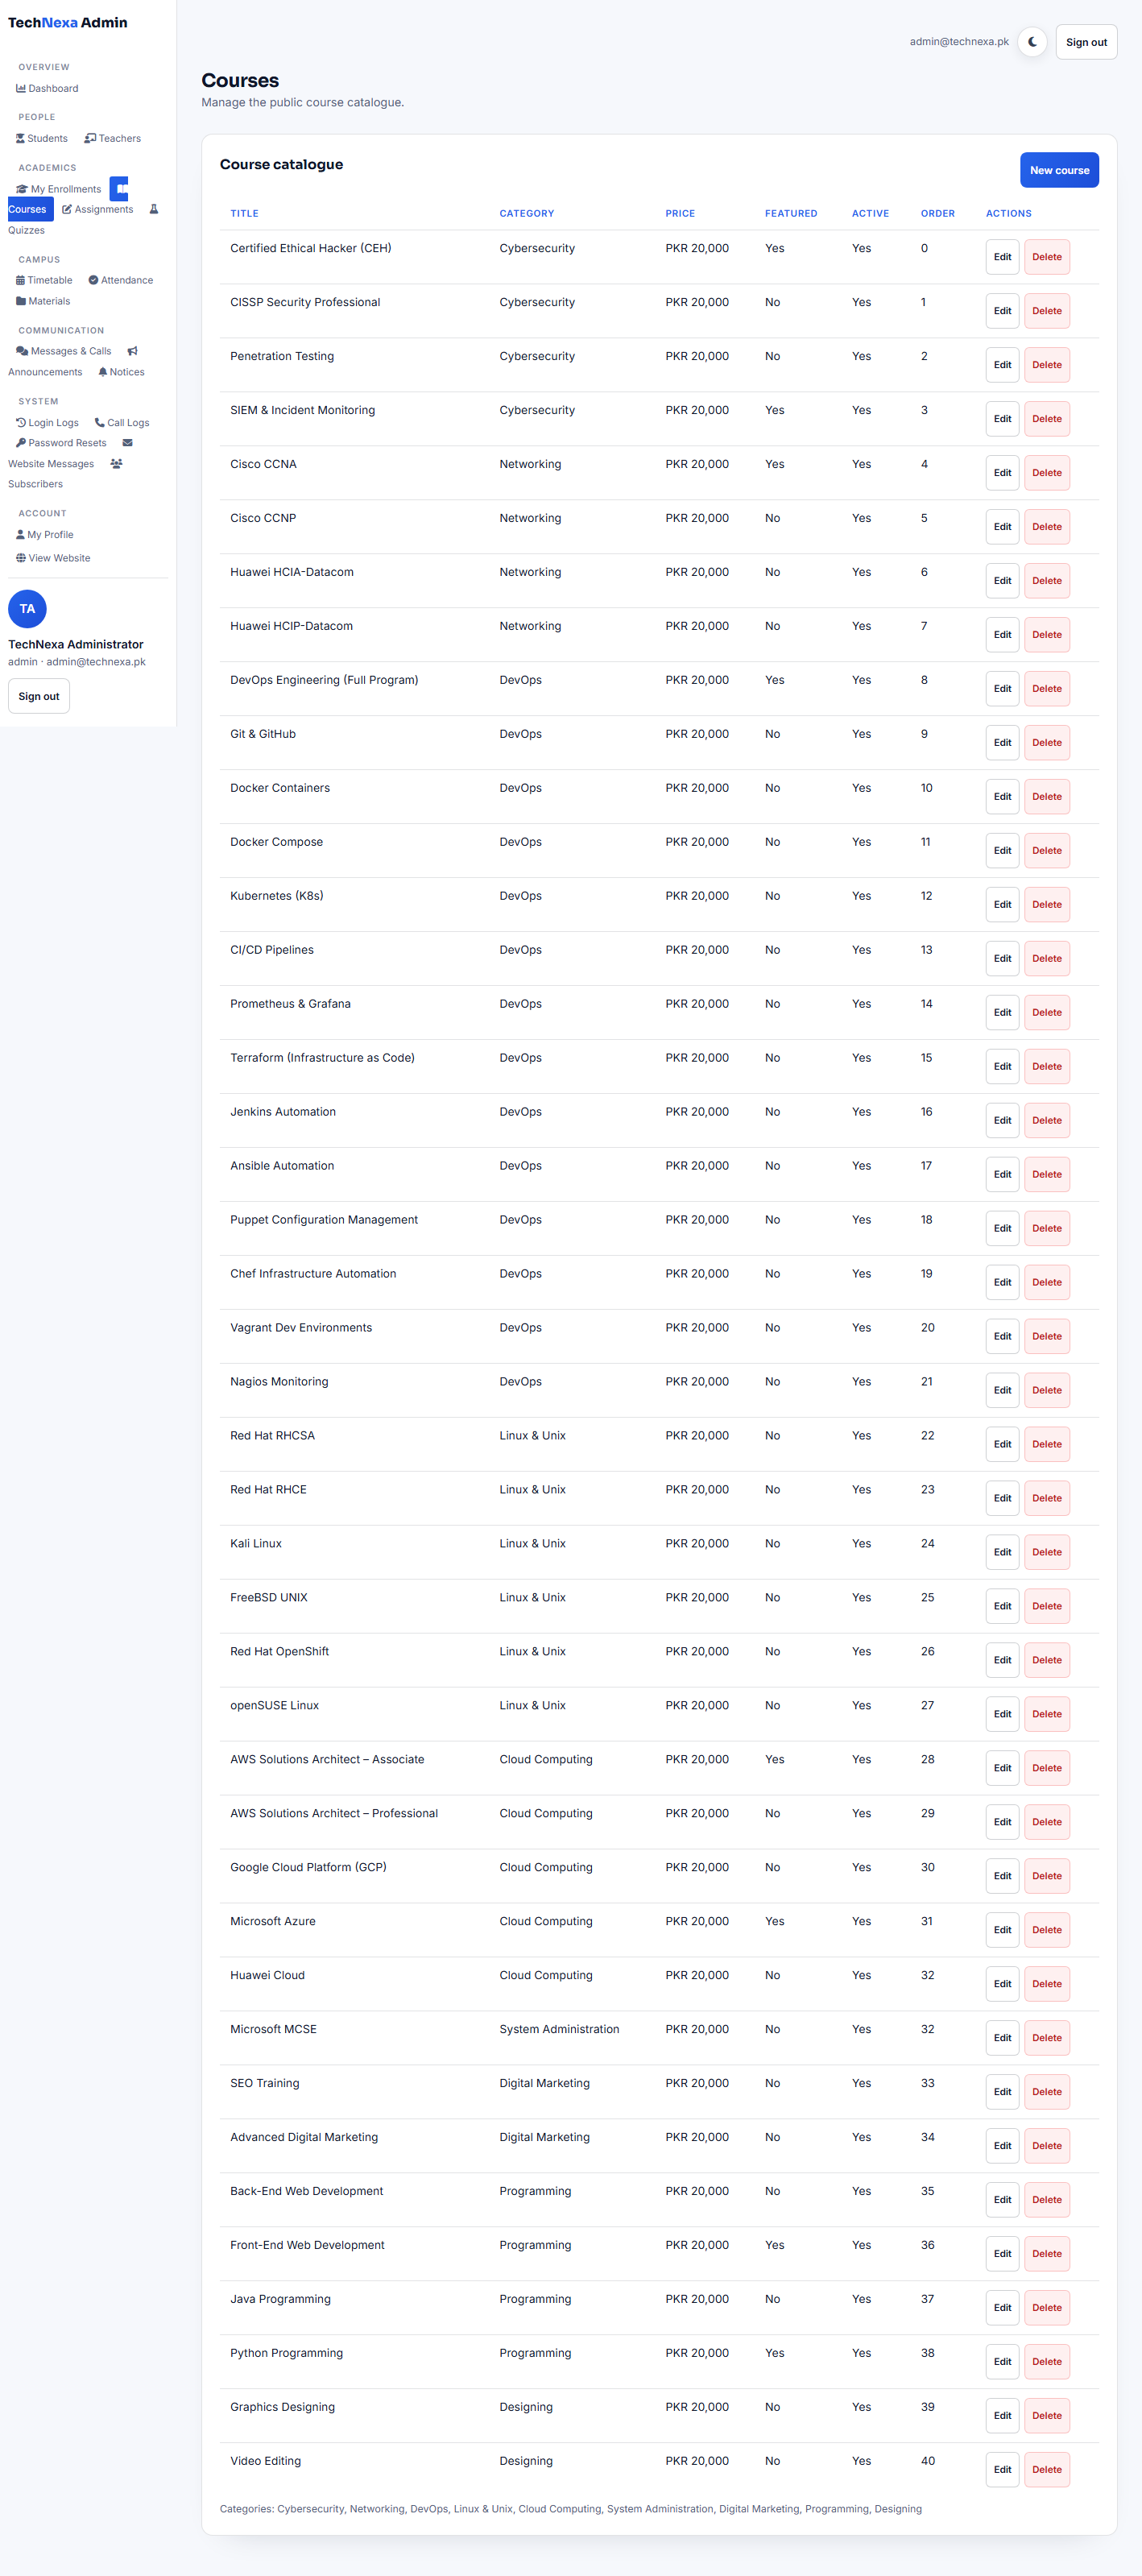 TechNexa Admin
OVERVIEW
Dashboard
PEOPLE
Students Teachers
ACADEMICS
My Enrollments
Courses Assignments
Quizzes
CAMPUS
Timetable Attendance
Materials
COMMUNICATION
Messages & Calls
Announcements Notices
SYSTEM
Login Logs Call Logs
Password Resets
Website Messages
Subscribers
ACCOUNT
My Profile
View Website
TA
TechNexa Administrator
admin · admin@technexa.pk
Sign out
admin@technexa.pk Sign out
Courses
Manage the public course catalogue.
Course catalogue New course
TITLE CATEGORY PRICE FEATURED ACTIVE ORDER ACTIONS
Certified Ethical Hacker (CEH) Cybersecurity PKR 20,000 Yes Yes 0 Edit Delete
CISSP Security Professional Cybersecurity PKR 20,000 No Yes 1 Edit Delete
Penetration Testing Cybersecurity PKR 20,000 No Yes 2 Edit Delete
SIEM & Incident Monitoring Cybersecurity PKR 20,000 Yes Yes 3 Edit Delete
Cisco CCNA Networking PKR 20,000 Yes Yes 4 Edit Delete
Cisco CCNP Networking PKR 20,000 No Yes 5 Edit Delete
Huawei HCIA-Datacom Networking PKR 20,000 No Yes 6 Edit Delete
Huawei HCIP-Datacom Networking PKR 20,000 No Yes 7 Edit Delete
DevOps Engineering (Full Program) DevOps PKR 20,000 Yes Yes 8 Edit Delete
Git & GitHub DevOps PKR 20,000 No Yes 9 Edit Delete
Docker Containers DevOps PKR 20,000 No Yes 10 Edit Delete
Docker Compose DevOps PKR 20,000 No Yes 11 Edit Delete
Kubernetes (K8s) DevOps PKR 20,000 No Yes 12 Edit Delete
CI/CD Pipelines DevOps PKR 20,000 No Yes 13 Edit Delete
Prometheus & Grafana DevOps PKR 20,000 No Yes 14 Edit Delete
Terraform (Infrastructure as Code) DevOps PKR 20,000 No Yes 15 Edit Delete
Jenkins Automation DevOps PKR 20,000 No Yes 16 Edit Delete
Ansible Automation DevOps PKR 20,000 No Yes 17 Edit Delete
Puppet Configuration Management DevOps PKR 20,000 No Yes 18 Edit Delete
Chef Infrastructure Automation DevOps PKR 20,000 No Yes 19 Edit Delete
Vagrant Dev Environments DevOps PKR 20,000 No Yes 20 Edit Delete
Nagios Monitoring DevOps PKR 20,000 No Yes 21 Edit Delete
Red Hat RHCSA Linux & Unix PKR 20,000 No Yes 22 Edit Delete
Red Hat RHCE Linux & Unix PKR 20,000 No Yes 23 Edit Delete
Kali Linux Linux & Unix PKR 20,000 No Yes 24 Edit Delete
FreeBSD UNIX Linux & Unix PKR 20,000 No Yes 25 Edit Delete
Red Hat OpenShift Linux & Unix PKR 20,000 No Yes 26 Edit Delete
openSUSE Linux Linux & Unix PKR 20,000 No Yes 27 Edit Delete
AWS Solutions Architect – Associate Cloud Computing PKR 20,000 Yes Yes 28 Edit Delete
AWS Solutions Architect – Professional Cloud Computing PKR 20,000 No Yes 29 Edit Delete
Google Cloud Platform (GCP) Cloud Computing PKR 20,000 No Yes 30 Edit Delete
Microsoft Azure Cloud Computing PKR 20,000 Yes Yes 31 Edit Delete
Huawei Cloud Cloud Computing PKR 20,000 No Yes 32 Edit Delete
Microsoft MCSE System Administration PKR 20,000 No Yes 32 Edit Delete
SEO Training Digital Marketing PKR 20,000 No Yes 33 Edit Delete
Advanced Digital Marketing Digital Marketing PKR 20,000 No Yes 34 Edit Delete
Back-End Web Development Programming PKR 20,000 No Yes 35 Edit Delete
Front-End Web Development Programming PKR 20,000 Yes Yes 36 Edit Delete
Java Programming Programming PKR 20,000 No Yes 37 Edit Delete
Python Programming Programming PKR 20,000 Yes Yes 38 Edit Delete
Graphics Designing Designing PKR 20,000 No Yes 39 Edit Delete
Video Editing Designing PKR 20,000 No Yes 40 Edit Delete
Categories: Cybersecurity, Networking, DevOps, Linux & Unix, Cloud Computing, System Administration, Digital Marketing, Programming, Designing